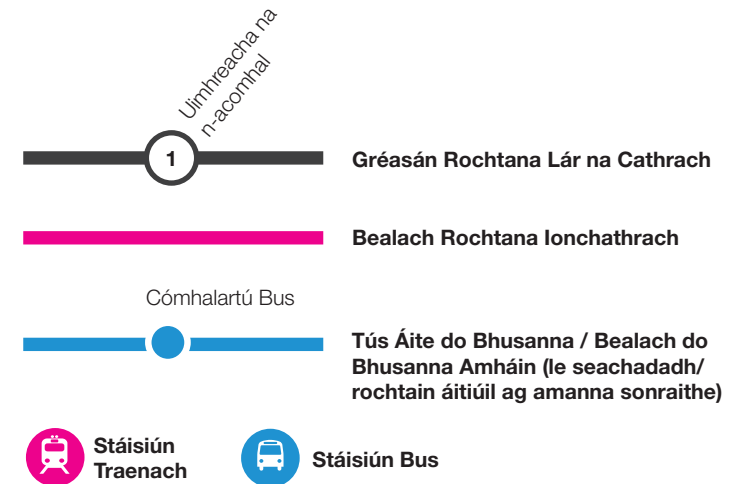 Uimhreacha na
n-acomhal
1
Gréasán Rochtana Lár na Cathrach
Bealach Rochtana Ionchathrach
Cómhalartú Bus
Tús Áite do Bhusanna / Bealach do
Bhusanna Amháin (le seachadadh/
rochtain áitiúil ag amanna sonraithe)
Stáisiún
Traenach
Stáisiún Bus